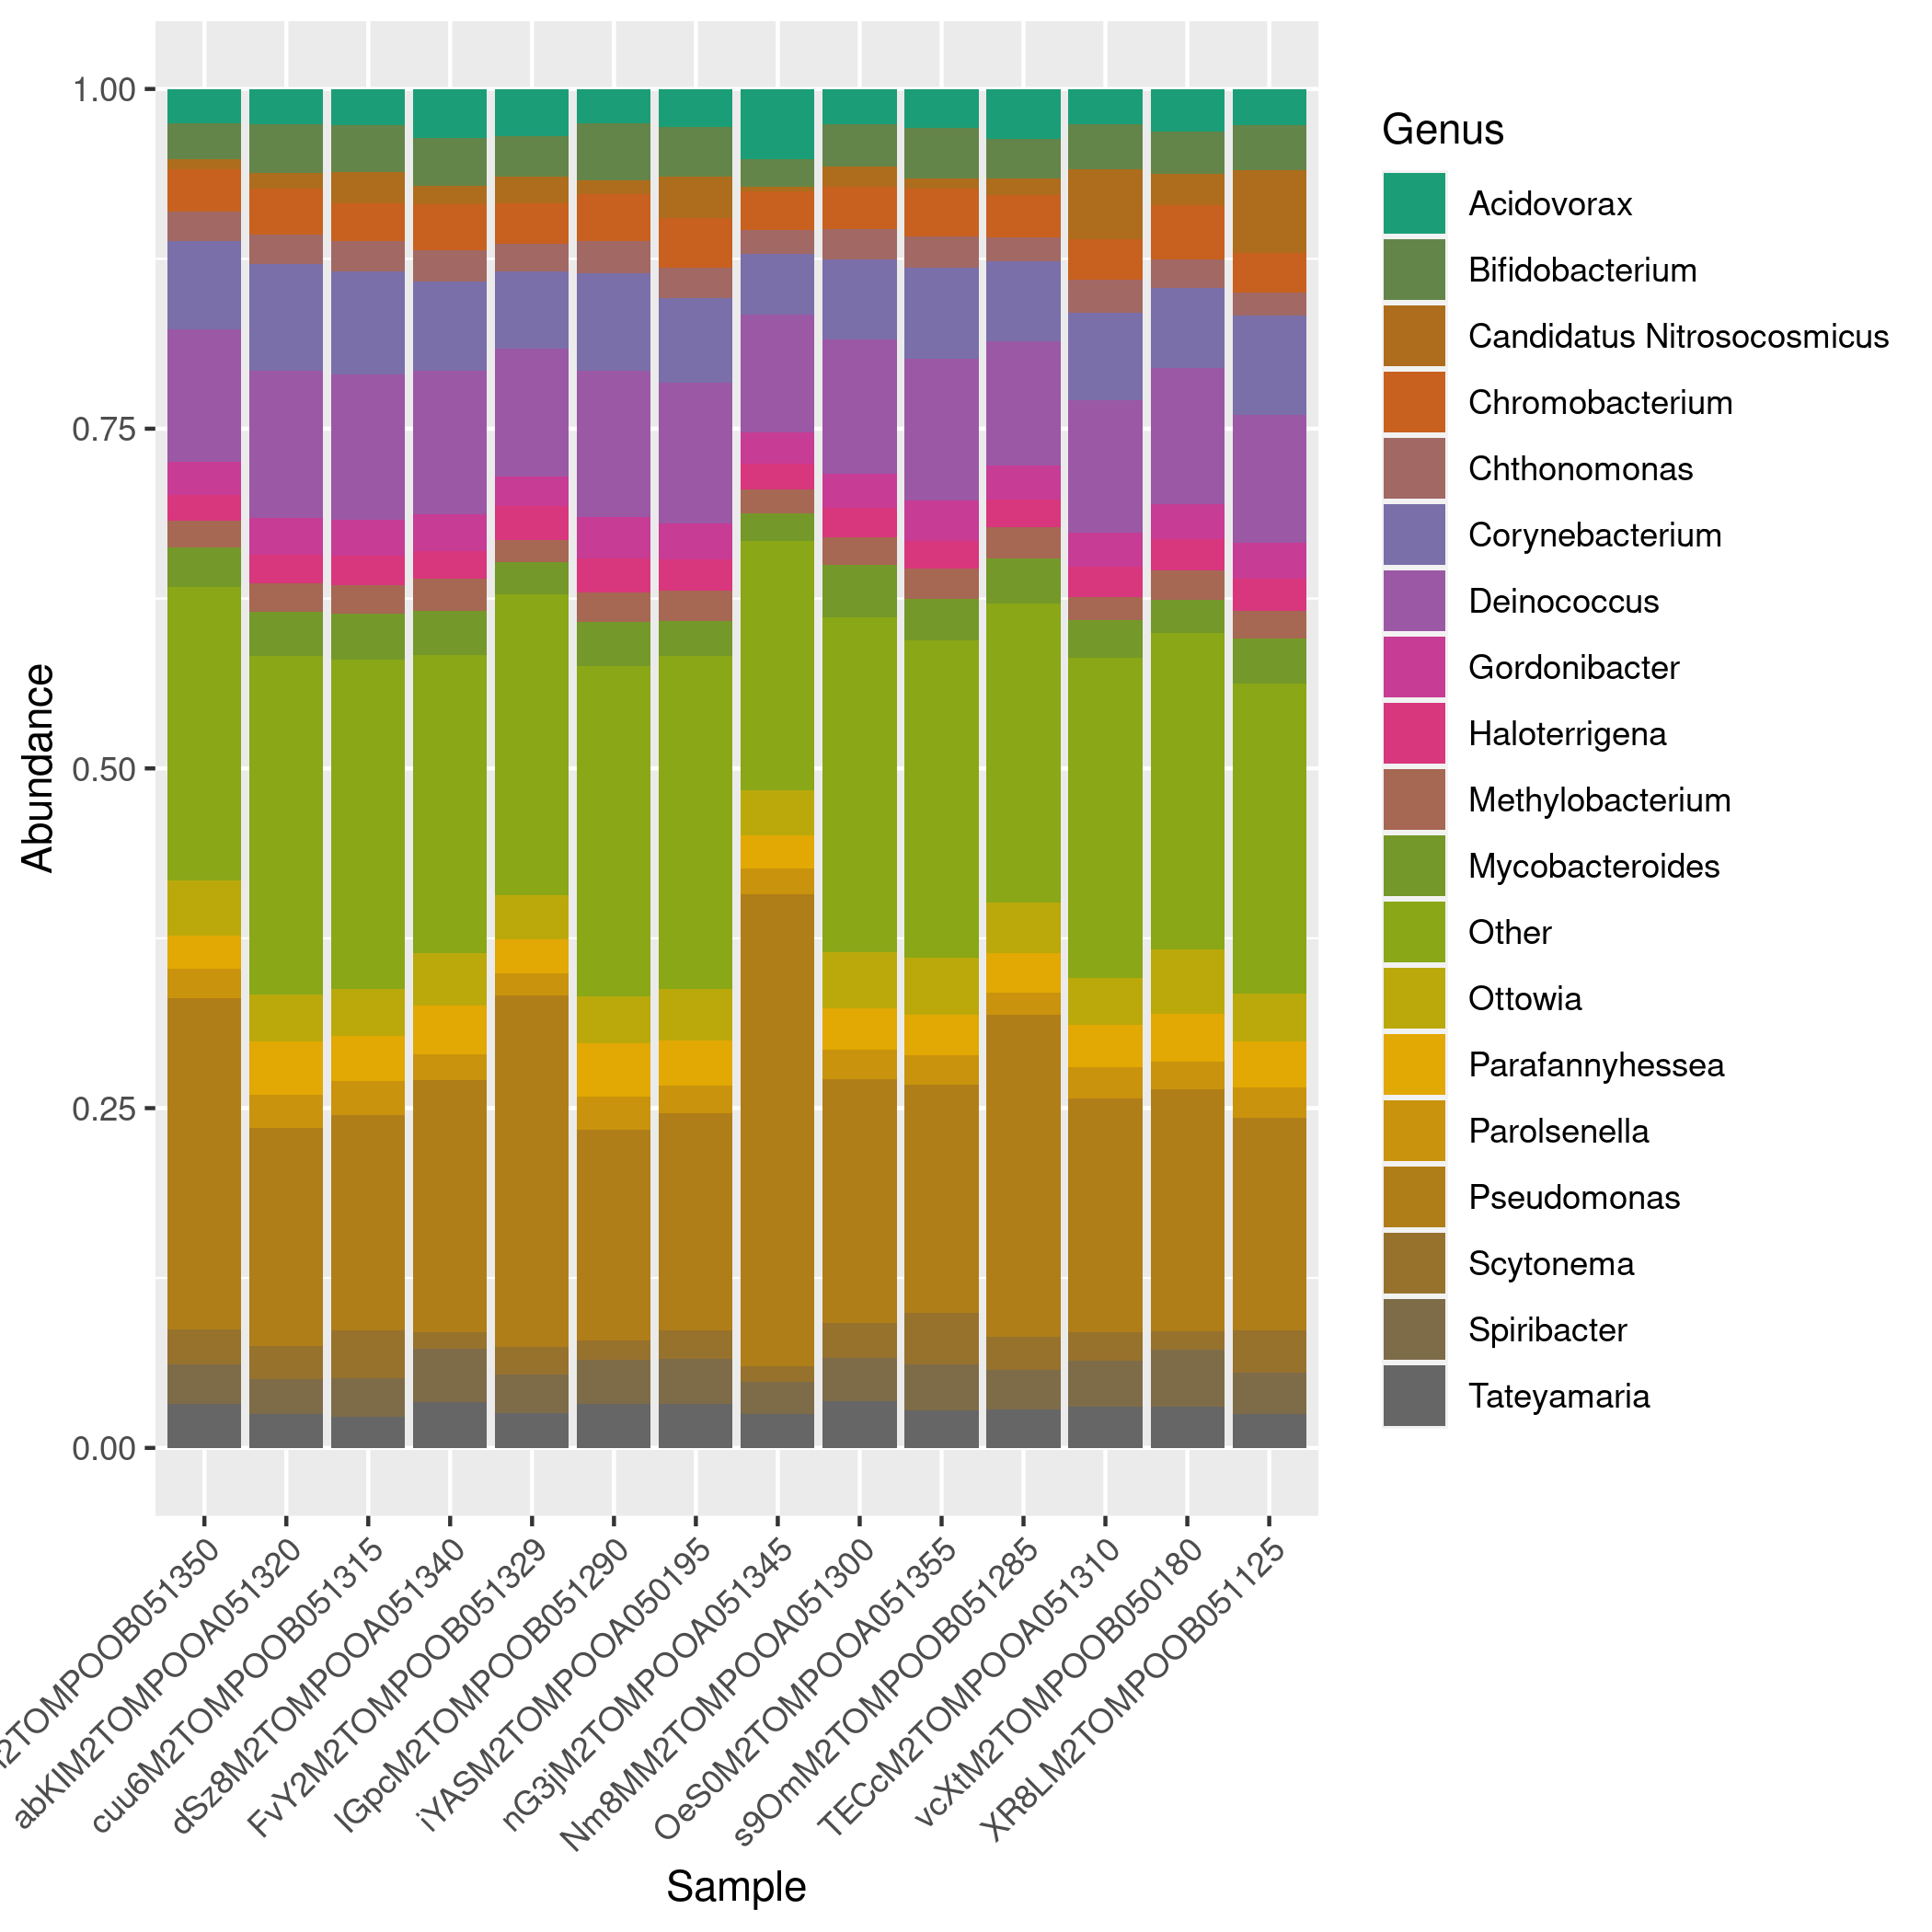 1.00
0.75
0.50
0.25
0.00
Abundance
2TOMPOOB051350
abKIM2TOMPOOA051320
cuu6M2TOMPOOB051315
dSz8M2TOMPOOA051340
FvY2M2TOMPOOB051329
IGpcM2TOMPOOB051290
iYASM2TOMPOOA050195
nG3jM2TOMPOOA051345
Nm8MM2TOMPOOA051300
OeS0M2TOMPOOA051355
s9OmM2TOMPOOB051285
TECcM2TOMPOOA051310
vcXtM2TOMPOOB050180
XR8LM2TOMPOOB051125
Sample
Genus
Acidovorax
Bifidobacterium
Candidatus Nitrosocosmicus
Chromobacterium
Chthonomonas
Corynebacterium
Deinococcus
Gordonibacter
Haloterrigena
Methylobacterium
Mycobacteroides
Other
Ottowia
Parafannyhessea
Parolsenella
Pseudomonas
Scytonema
Spiribacter
Tateyamaria